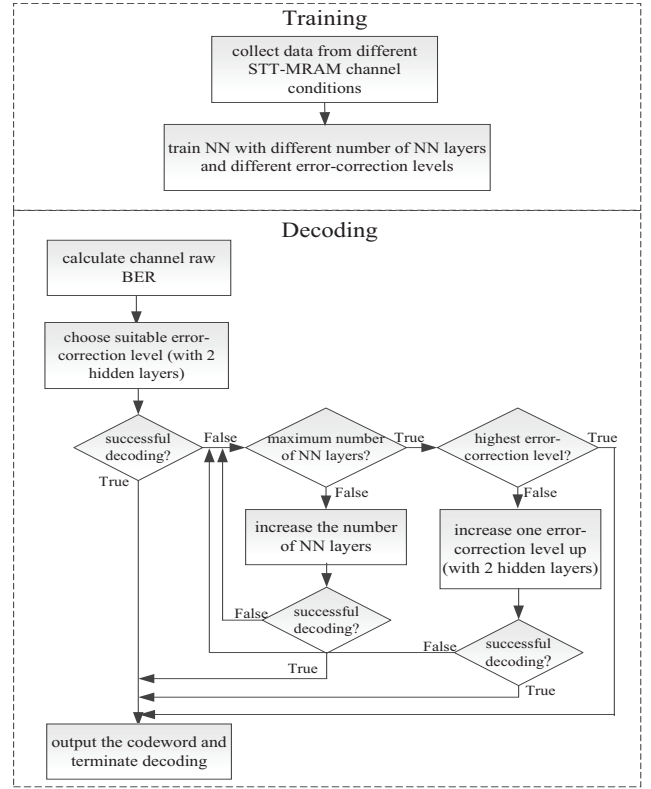 Training
collect data from different
STT-MRAM channel
conditions
train NN with different number of NN layers
and different error-correction levels
Decoding
calculate channel raw
BER
choose suitable error-
correction level (with 2
hidden layers)
successful
decoding?
False
True
maximum number
of NN layers?
True
False
highest error-
correction level?
True
False
increase the number
of NN layers
increase one error-
correction level up
(with 2 hidden layers)
successful
decoding?
False
True
successful
decoding?
False
True
output the codeword and
terminate decoding